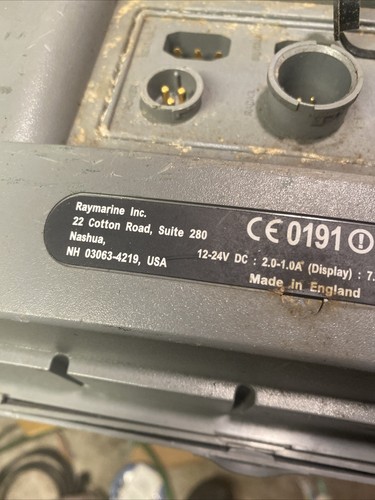 Raymarine Inc.
22 Cotton Road, Suite 280
Nashua,
NH 03063-4219, USA
CE 0191
12-24V DC : 2.0-1.0A (Display) : 7.
Made in England